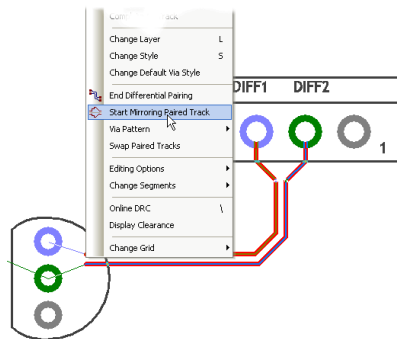 Change Layer L
Change Style S
Change Default Via Style
End Differential Pairing
Start Mirroring Paired Track
Via Pattern
Swap Paired Tracks
Editing Options
Change Segments
Online DRC \
Display Clearance
Change Grid
DIFF1 DIFF2
1